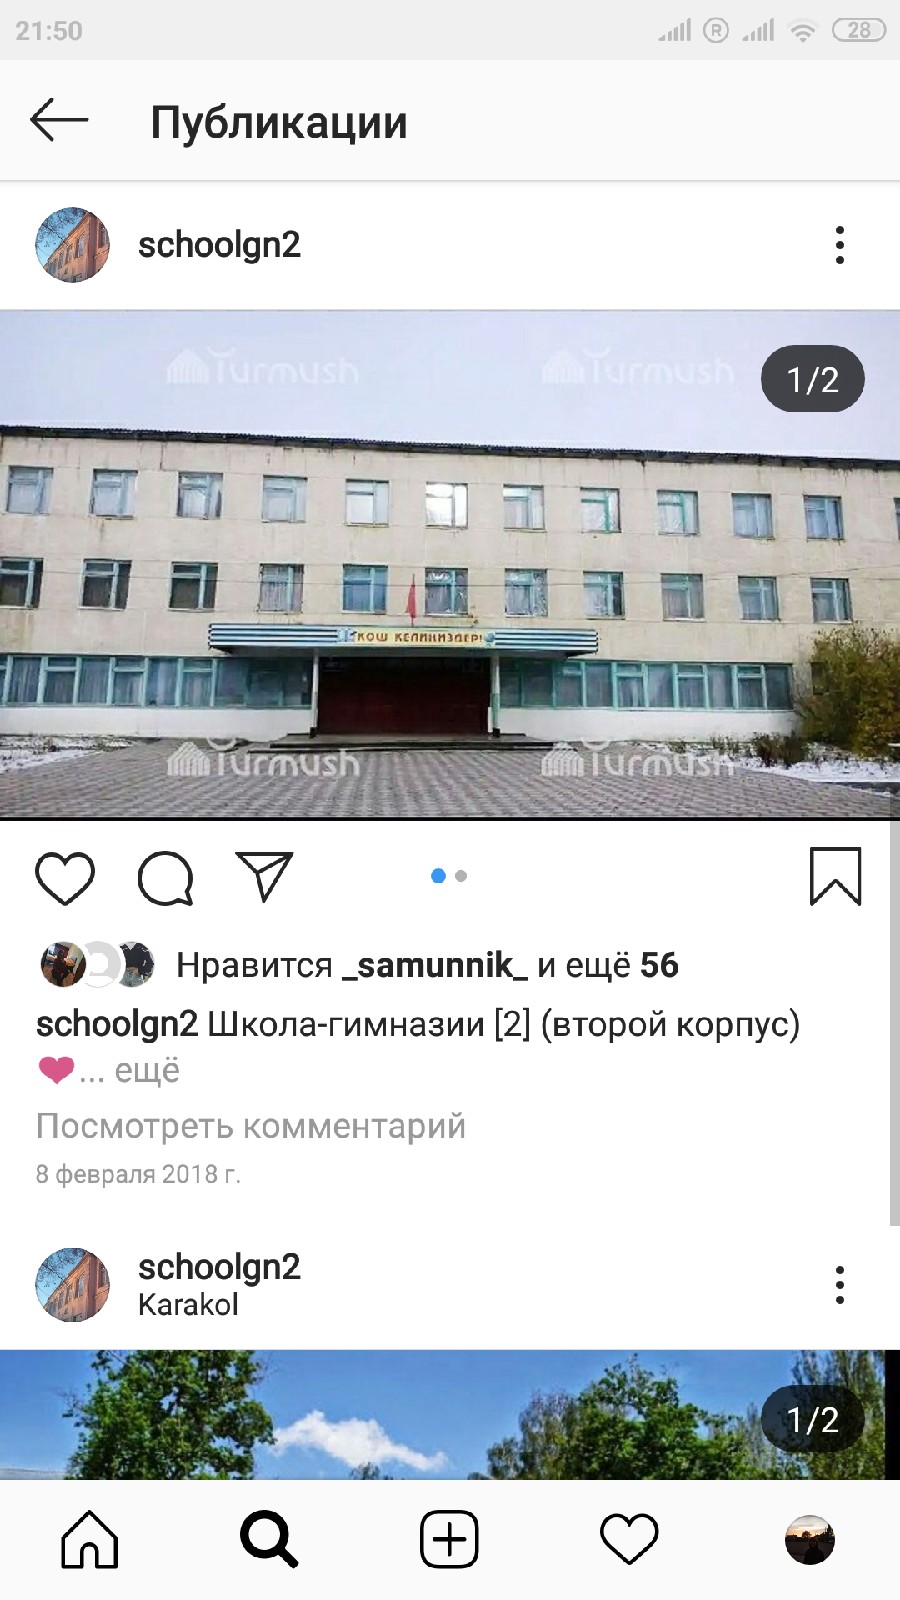 21:50
R
28
Публикации
schoolgn2
Turmush Turmush
1/2
КОШ КЕЛИҢИЗДЕР!
Turmush Turmush
Нравится _samunnik_ и ещё 56
schoolgn2 Школа-гимназии [2] (второй корпус)
... ещё
Посмотреть комментарий
8 февраля 2018 г.
schoolgn2
Karakol
1/2